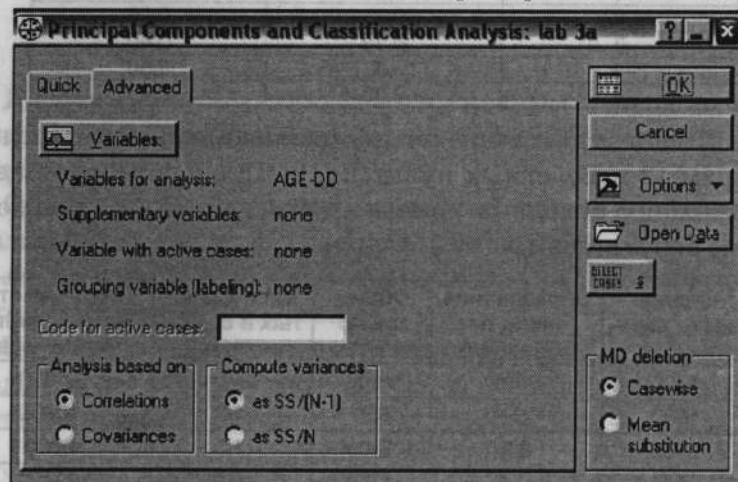 Principal Components and Classification Analysis: lab 3a
Quick
Advanced
Variables:
Variables for analysis: AGE-DD
Supplementary variables: none
Variable with active cases: none
Grouping variable (labeling): none
Code for active cases:
Analysis based on
Correlations
Covariances
Compute variances
as SS/(N-1)
as SS/N
OK
Cancel
Options
Open Data
SELECT
CASES S
MD deletion
Casewise
Mean
substitution